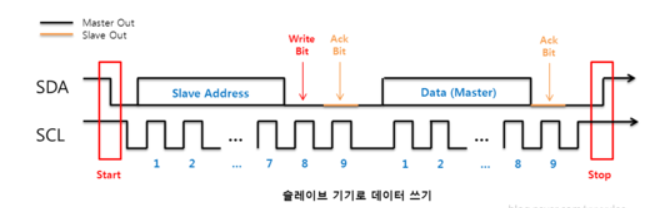 Master Out
Slave Out
Write Bit
Ack Bit
Ack Bit
SDA
Slave Address
Data (Master)
SCL
1 2 ... 7 8 9 1 2 ... 8 9
Start
Stop
슬레이브 기기로 데이터 쓰기